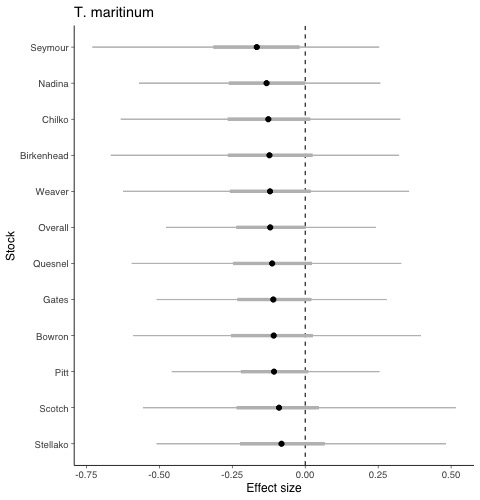 T. maritinum
Seymour
Nadina
Chilko
Birkenhead
Weaver
Overall
Quesnel
Gates
Bowron
Pitt
Scotch
Stellako
Stock
-0.75 -0.50 -0.25 0.00 0.25 0.50
Effect size